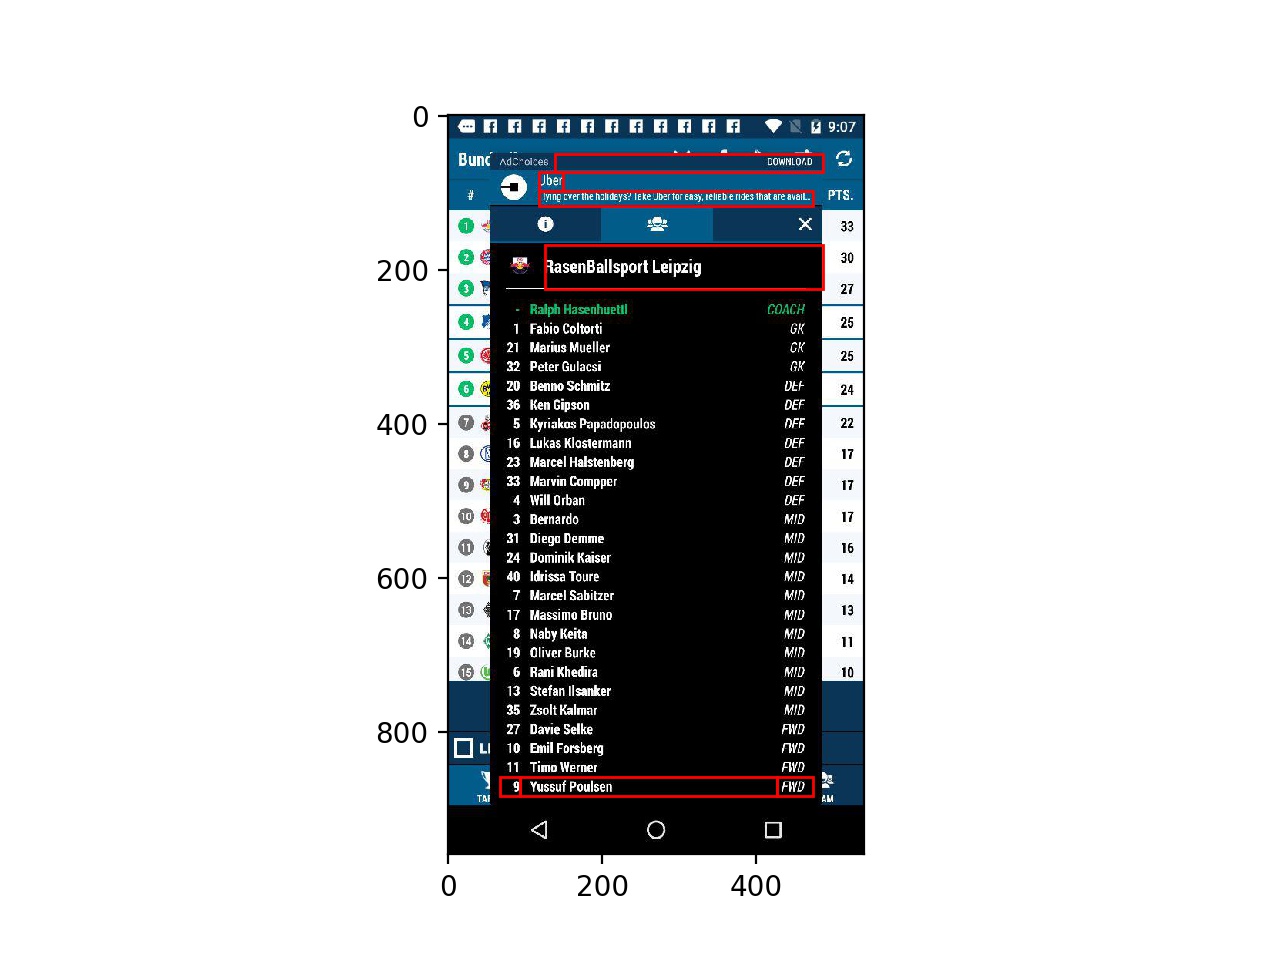 0
200
400
600
800
0
200
400
9:07
AdChoices
DOWNLOAD
Uber
lying over the holidays? Take Uber for easy, reliable rides that are avail...
#
PTS.
RasenBallsport Leipzig
- Ralph Hasenhuettl COACH
1 Fabio Coltorti GK
21 Marius Mueller GK
32 Peter Gulacsi GK
20 Benno Schmitz DEF
36 Ken Gipson DEF
5 Kyriakos Papadopoulos DEF
16 Lukas Klostermann DEF
23 Marcel Halstenberg DEF
33 Marvin Compper DEF
4 Will Orban DEF
3 Bernardo MID
31 Diego Demme MID
24 Dominik Kaiser MID
40 Idrissa Toure MID
7 Marcel Sabitzer MID
17 Massimo Bruno MID
8 Naby Keita MID
19 Oliver Burke MID
6 Rani Khedira MID
13 Stefan Ilsanker MID
35 Zsolt Kalmar MID
27 Davie Selke FWD
10 Emil Forsberg FWD
11 Timo Werner FWD
9 Yussuf Poulsen FWD
1 33
2 30
3 27
4 25
5 25
6 24
7 22
8 17
9 17
10 17
11 16
12 14
13 13
14 11
15 10